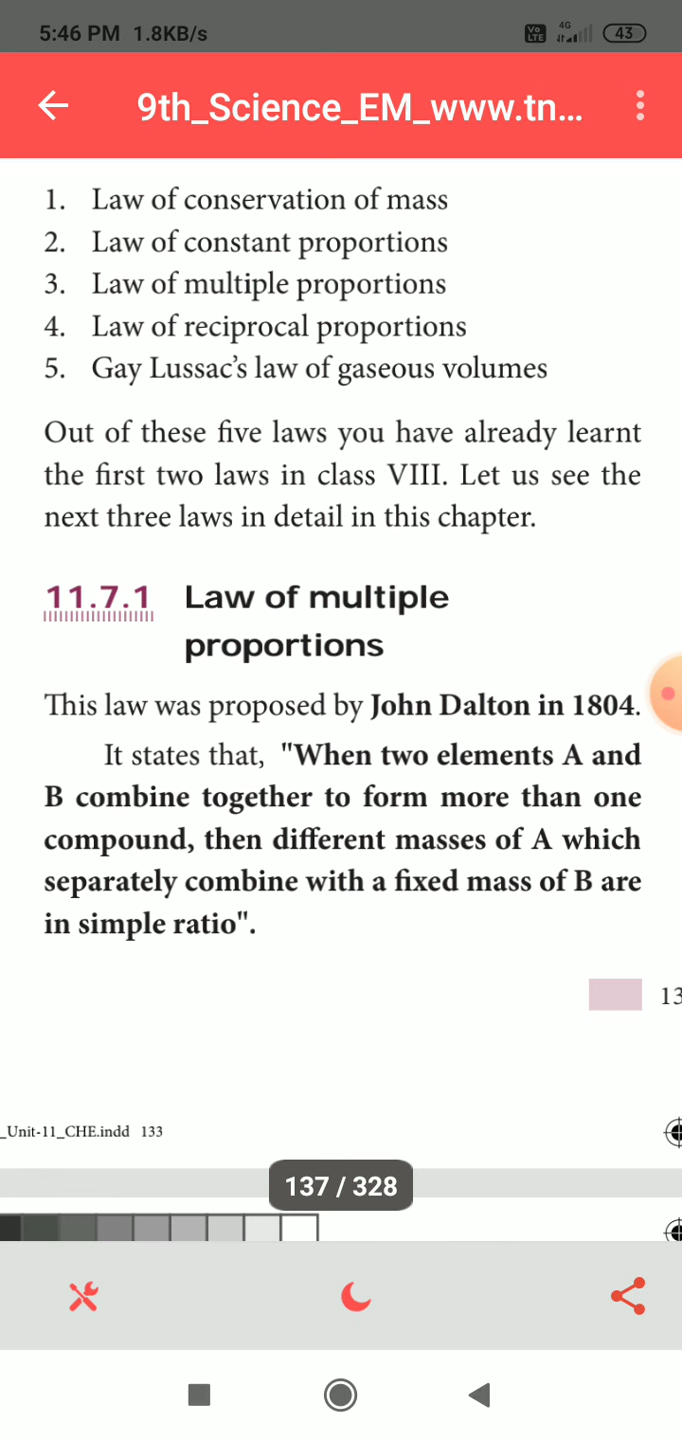 5:46 PM 1.8KB/s
Vo LTE 4G 43
9th_Science_EM_www.tn...
1. Law of conservation of mass
2. Law of constant proportions
3. Law of multiple proportions
4. Law of reciprocal proportions
5. Gay Lussac's law of gaseous volumes
Out of these five laws you have already learnt
the first two laws in class VIII. Let us see the
next three laws in detail in this chapter.
11.7.1 Law of multiple
proportions
This law was proposed by John Dalton in 1804.
It states that, "When two elements A and
B combine together to form more than one
compound, then different masses of A which
separately combine with a fixed mass of B are
in simple ratio".
13
_Unit-11_CHE.indd 133
137 / 328